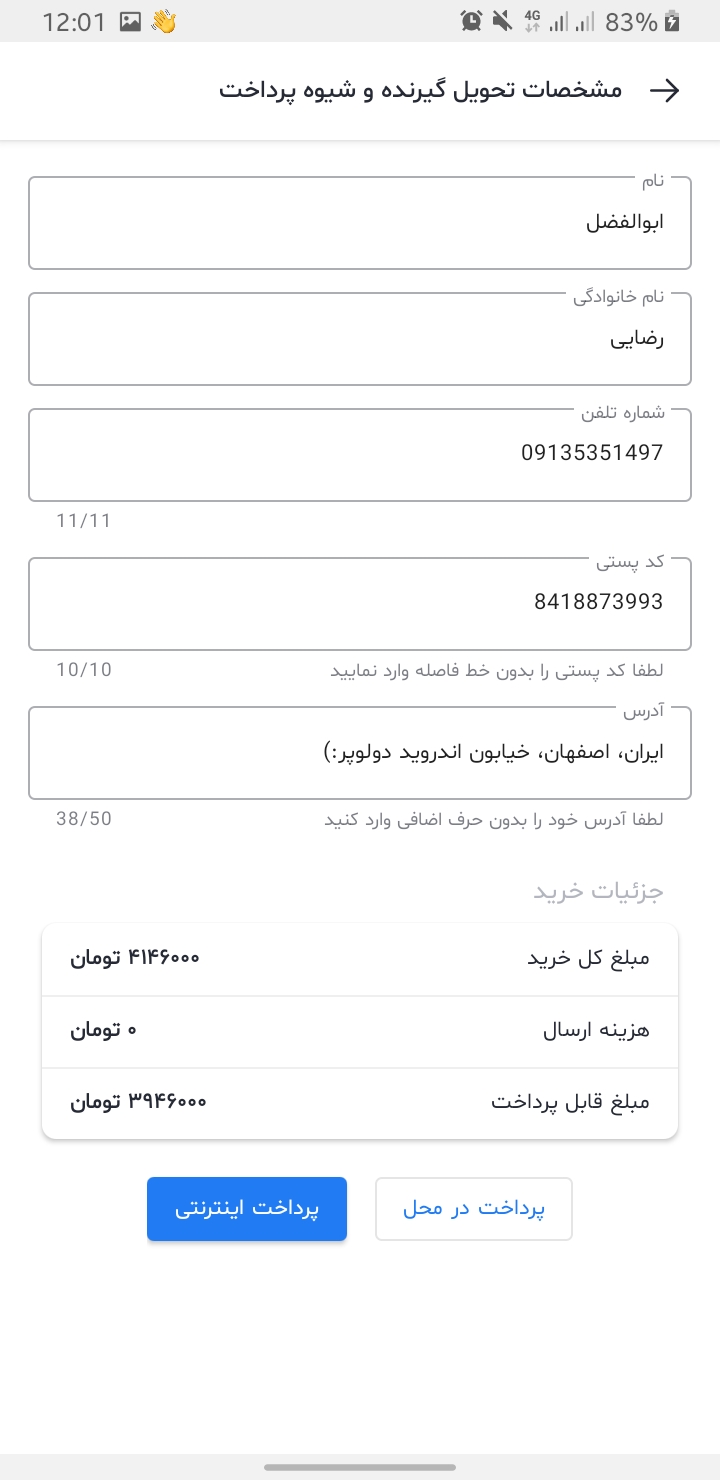 12:01 4G 83%
مشخصات تحویل گیرنده و شیوه پرداخت
نام
ابوالفضل
نام خانوادگی
رضایی
شماره تلفن
09135351497
11/11
کد پستی
8418873993
لطفا کد پستی را بدون خط فاصله وارد نمایید
10/10
آدرس
ایران، اصفهان، خیابون اندروید دولوپر:)
لطفا آدرس خود را بدون حرف اضافی وارد کنید
38/50
جزئیات خرید
مبلغ کل خرید ۴۱۴۶۰۰۰ تومان
هزینه ارسال ۰ تومان
مبلغ قابل پرداخت ۳۹۴۶۰۰۰ تومان
پرداخت در محل پرداخت اینترنتی